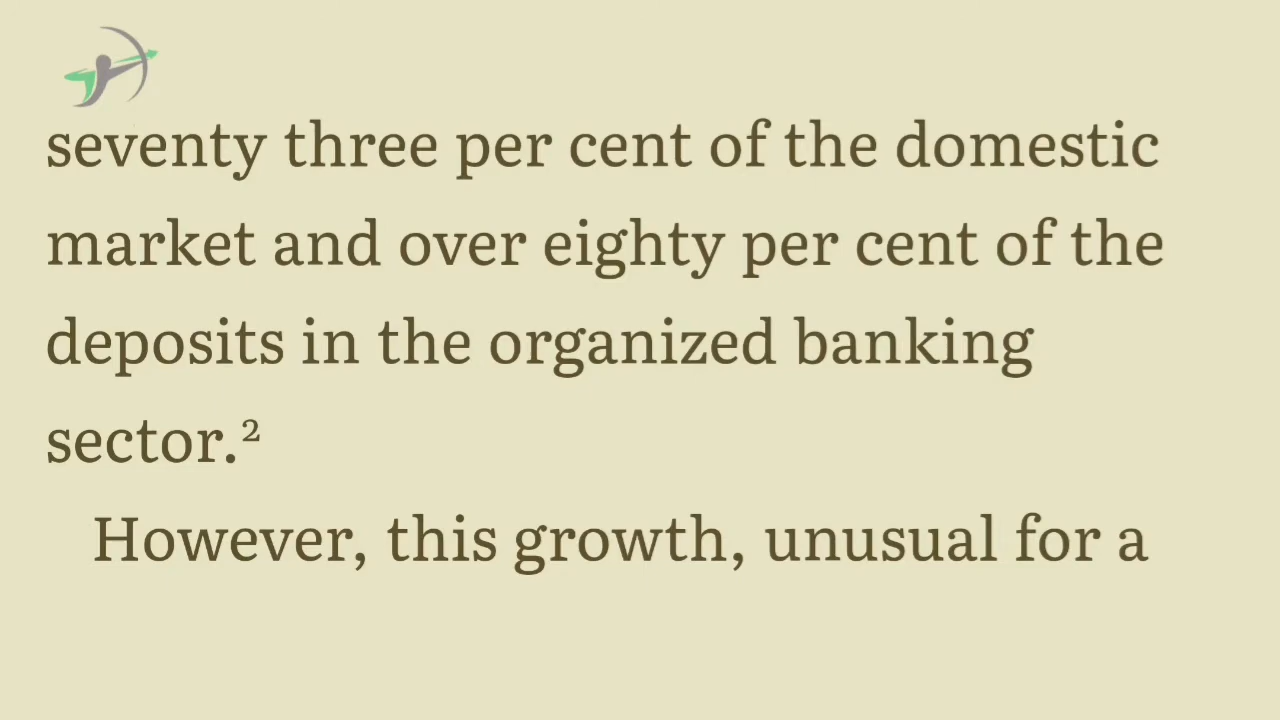 seventy three per cent of the domestic
market and over eighty per cent of the
deposits in the organized banking
sector.²
However, this growth, unusual for a